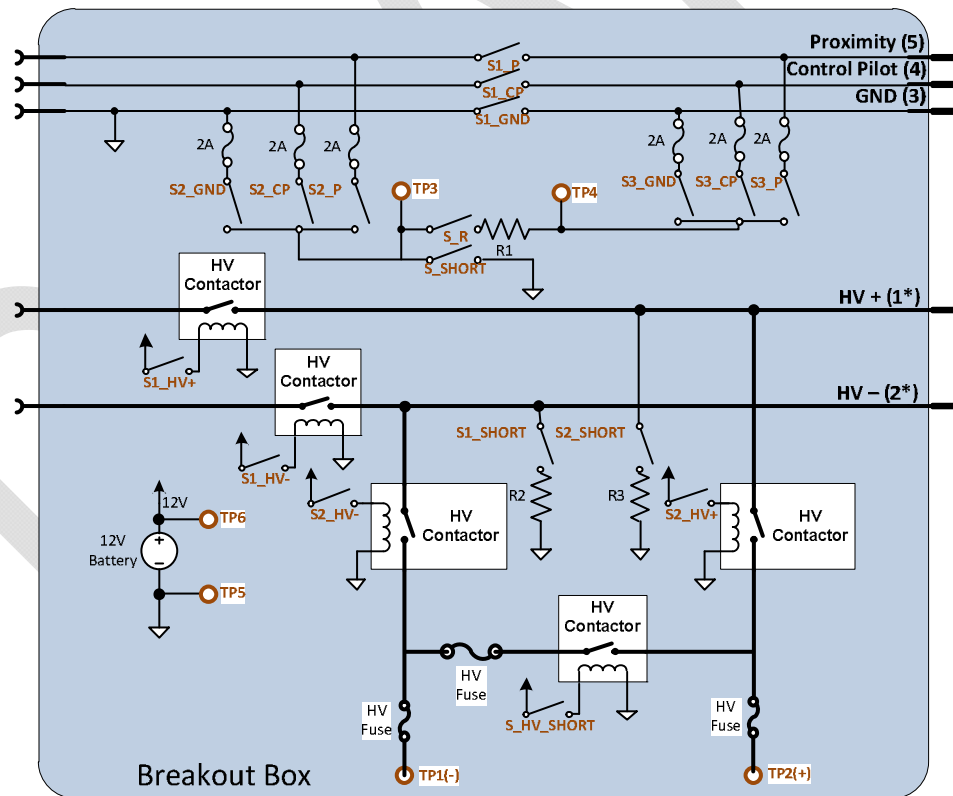 Proximity (5)
S1_P
Control Pilot (4)
S1_CP
GND (3)
S1_GND
2A
2A
2A
2A
2A
2A
S2_GND
S2_CP
S2_P
TP3
TP4
S3_GND
S3_CP
S3_P
S_R
R1
S_SHORT
HV
Contactor
HV + (1*)
S1_HV+
HV
Contactor
HV – (2*)
S1_SHORT
S2_SHORT
S1_HV-
S2_HV-
R2
R3
S2_HV+
HV
Contactor
HV
Contactor
12V
TP6
12V
Battery
+
–
TP5
HV
Contactor
HV
Fuse
S_HV_SHORT
HV
Fuse
HV
Fuse
TP1(-)
TP2(+)
Breakout Box